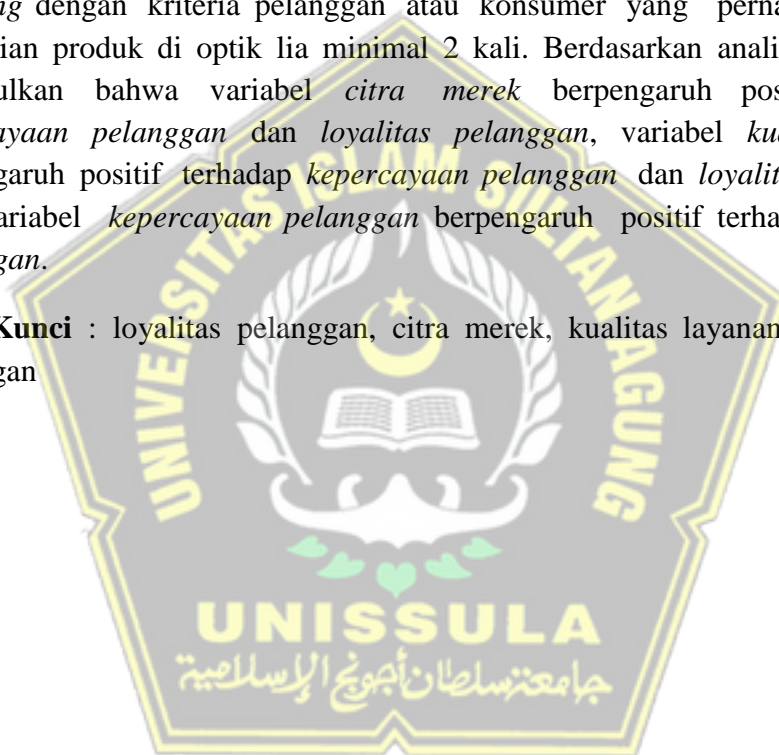 ng dengan kriteria pelanggan atau konsumer yang perna
ian produk di optik lia minimal 2 kali. Berdasarkan anali
ulkan bahwa variabel citra merek berpengaruh pos
ayaan pelanggan dan loyalitas pelanggan, variabel kua
garuh positif terhadap kepercayaan pelanggan dan loyalit
ariabel kepercayaan pelanggan berpengaruh positif terha
gan.
Kunci : loyalitas pelanggan, citra merek, kualitas layanan
gan
UNIVERSITAS ISLAM SULTAN AGUNG
UNISSULA
جامعة سلطان أجونج الإسلامية